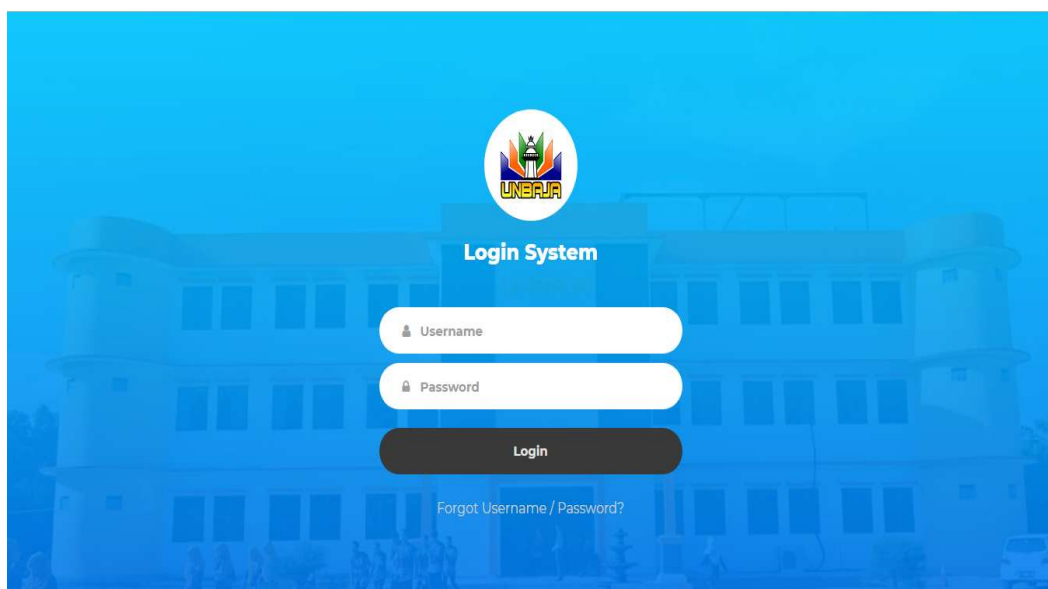 UNBAJA
Login System
Username
Password
Login
Forgot Username / Password?